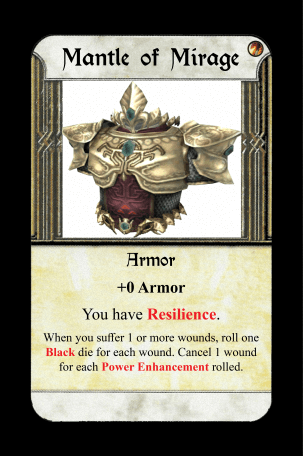 Mantle of Mirage
Armor
+0 Armor
You have Resilience.
When you suffer 1 or more wounds, roll one
Black die for each wound. Cancel 1 wound
for each Power Enhancement rolled.